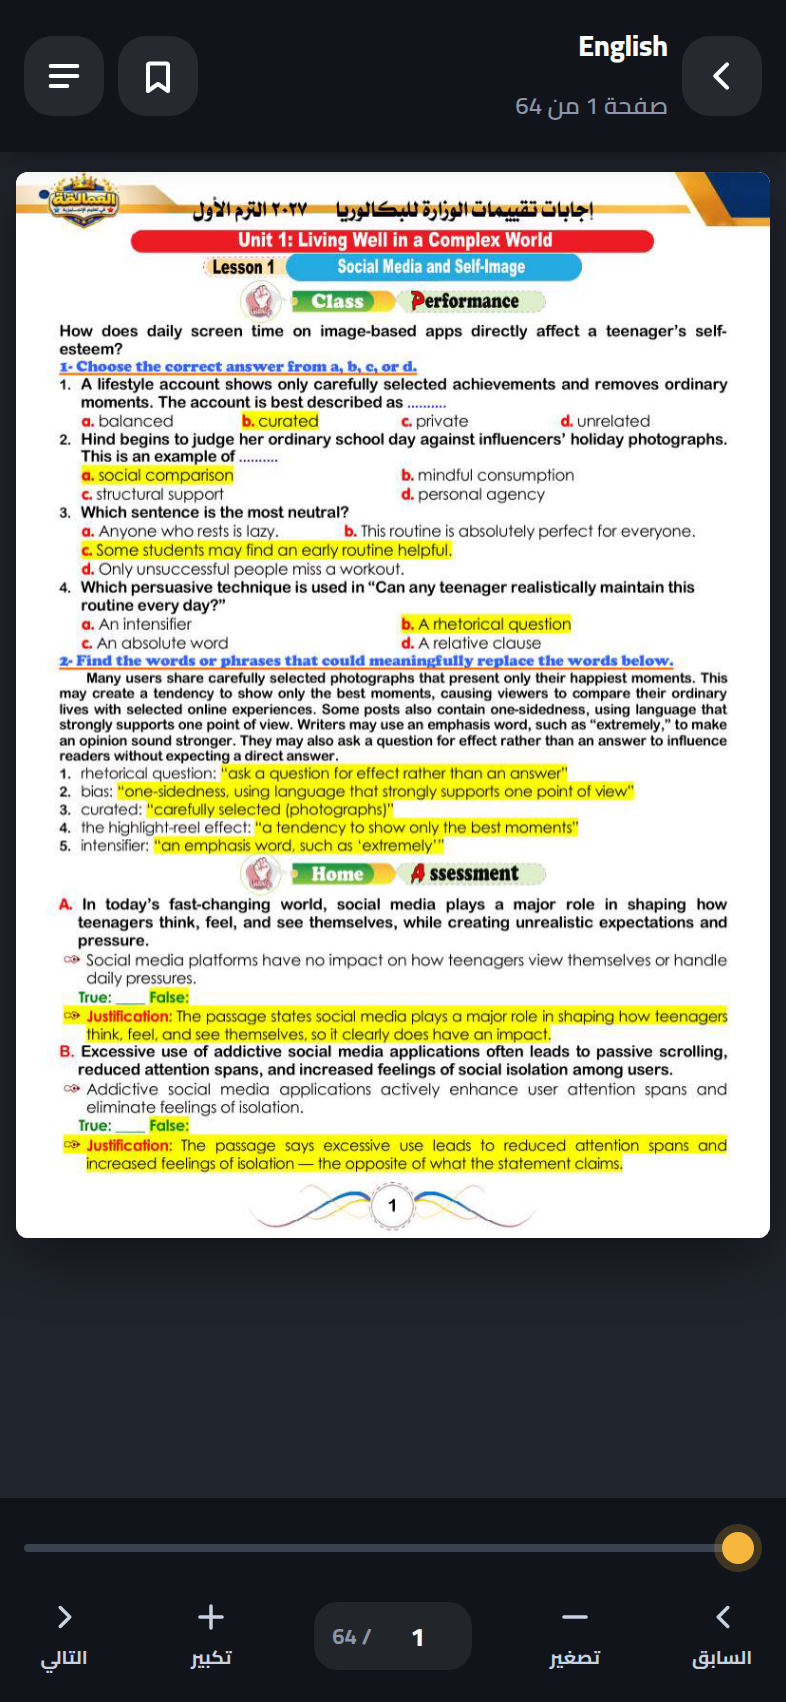 English
صفحة 1 من 64
العمالقة
إجابات تقييمات الوزارة للبكالوريا ٢٠٢٧ الترم الأول
Unit 1: Living Well in a Complex World
Lesson 1 Social Media and Self-Image
Class Performance
How does daily screen time on image-based apps directly affect a teenager's self-
esteem?
1- Choose the correct answer from a, b, c, or d.
1. A lifestyle account shows only carefully selected achievements and removes ordinary
moments. The account is best described as ..........
a. balanced b. curated c. private d. unrelated
2. Hind begins to judge her ordinary school day against influencers' holiday photographs.
This is an example of ..........
a. social comparison b. mindful consumption
c. structural support d. personal agency
3. Which sentence is the most neutral?
a. Anyone who rests is lazy. b. This routine is absolutely perfect for everyone.
c. Some students may find an early routine helpful.
d. Only unsuccessful people miss a workout.
4. Which persuasive technique is used in "Can any teenager realistically maintain this
routine every day?"
a. An intensifier b. A rhetorical question
c. An absolute word d. A relative clause
2- Find the words or phrases that could meaningfully replace the words below.
Many users share carefully selected photographs that present only their happiest moments. This
may create a tendency to show only the best moments, causing viewers to compare their ordinary
lives with selected online experiences. Some posts also contain one-sidedness, using language that
strongly supports one point of view. Writers may use an emphasis word, such as "extremely," to make
an opinion sound stronger. They may also ask a question for effect rather than an answer to influence
readers without expecting a direct answer.
1. rhetorical question: "ask a question for effect rather than an answer"
2. bias: "one-sidedness, using language that strongly supports one point of view"
3. curated: "carefully selected (photographs)"
4. the highlight-reel effect: "a tendency to show only the best moments"
5. intensifier: "an emphasis word, such as 'extremely'"
Home Assessment
A. In today's fast-changing world, social media plays a major role in shaping how
teenagers think, feel, and see themselves, while creating unrealistic expectations and
pressure.
Social media platforms have no impact on how teenagers view themselves or handle
daily pressures.
True: ____ False:
Justification: The passage states social media plays a major role in shaping how teenagers
think, feel, and see themselves, so it clearly does have an impact.
B. Excessive use of addictive social media applications often leads to passive scrolling,
reduced attention spans, and increased feelings of social isolation among users.
Addictive social media applications actively enhance user attention spans and
eliminate feelings of isolation.
True: ____ False:
Justification: The passage says excessive use leads to reduced attention spans and
increased feelings of isolation — the opposite of what the statement claims.
1
السابق
تصغير
1 / 64
تكبير
التالي